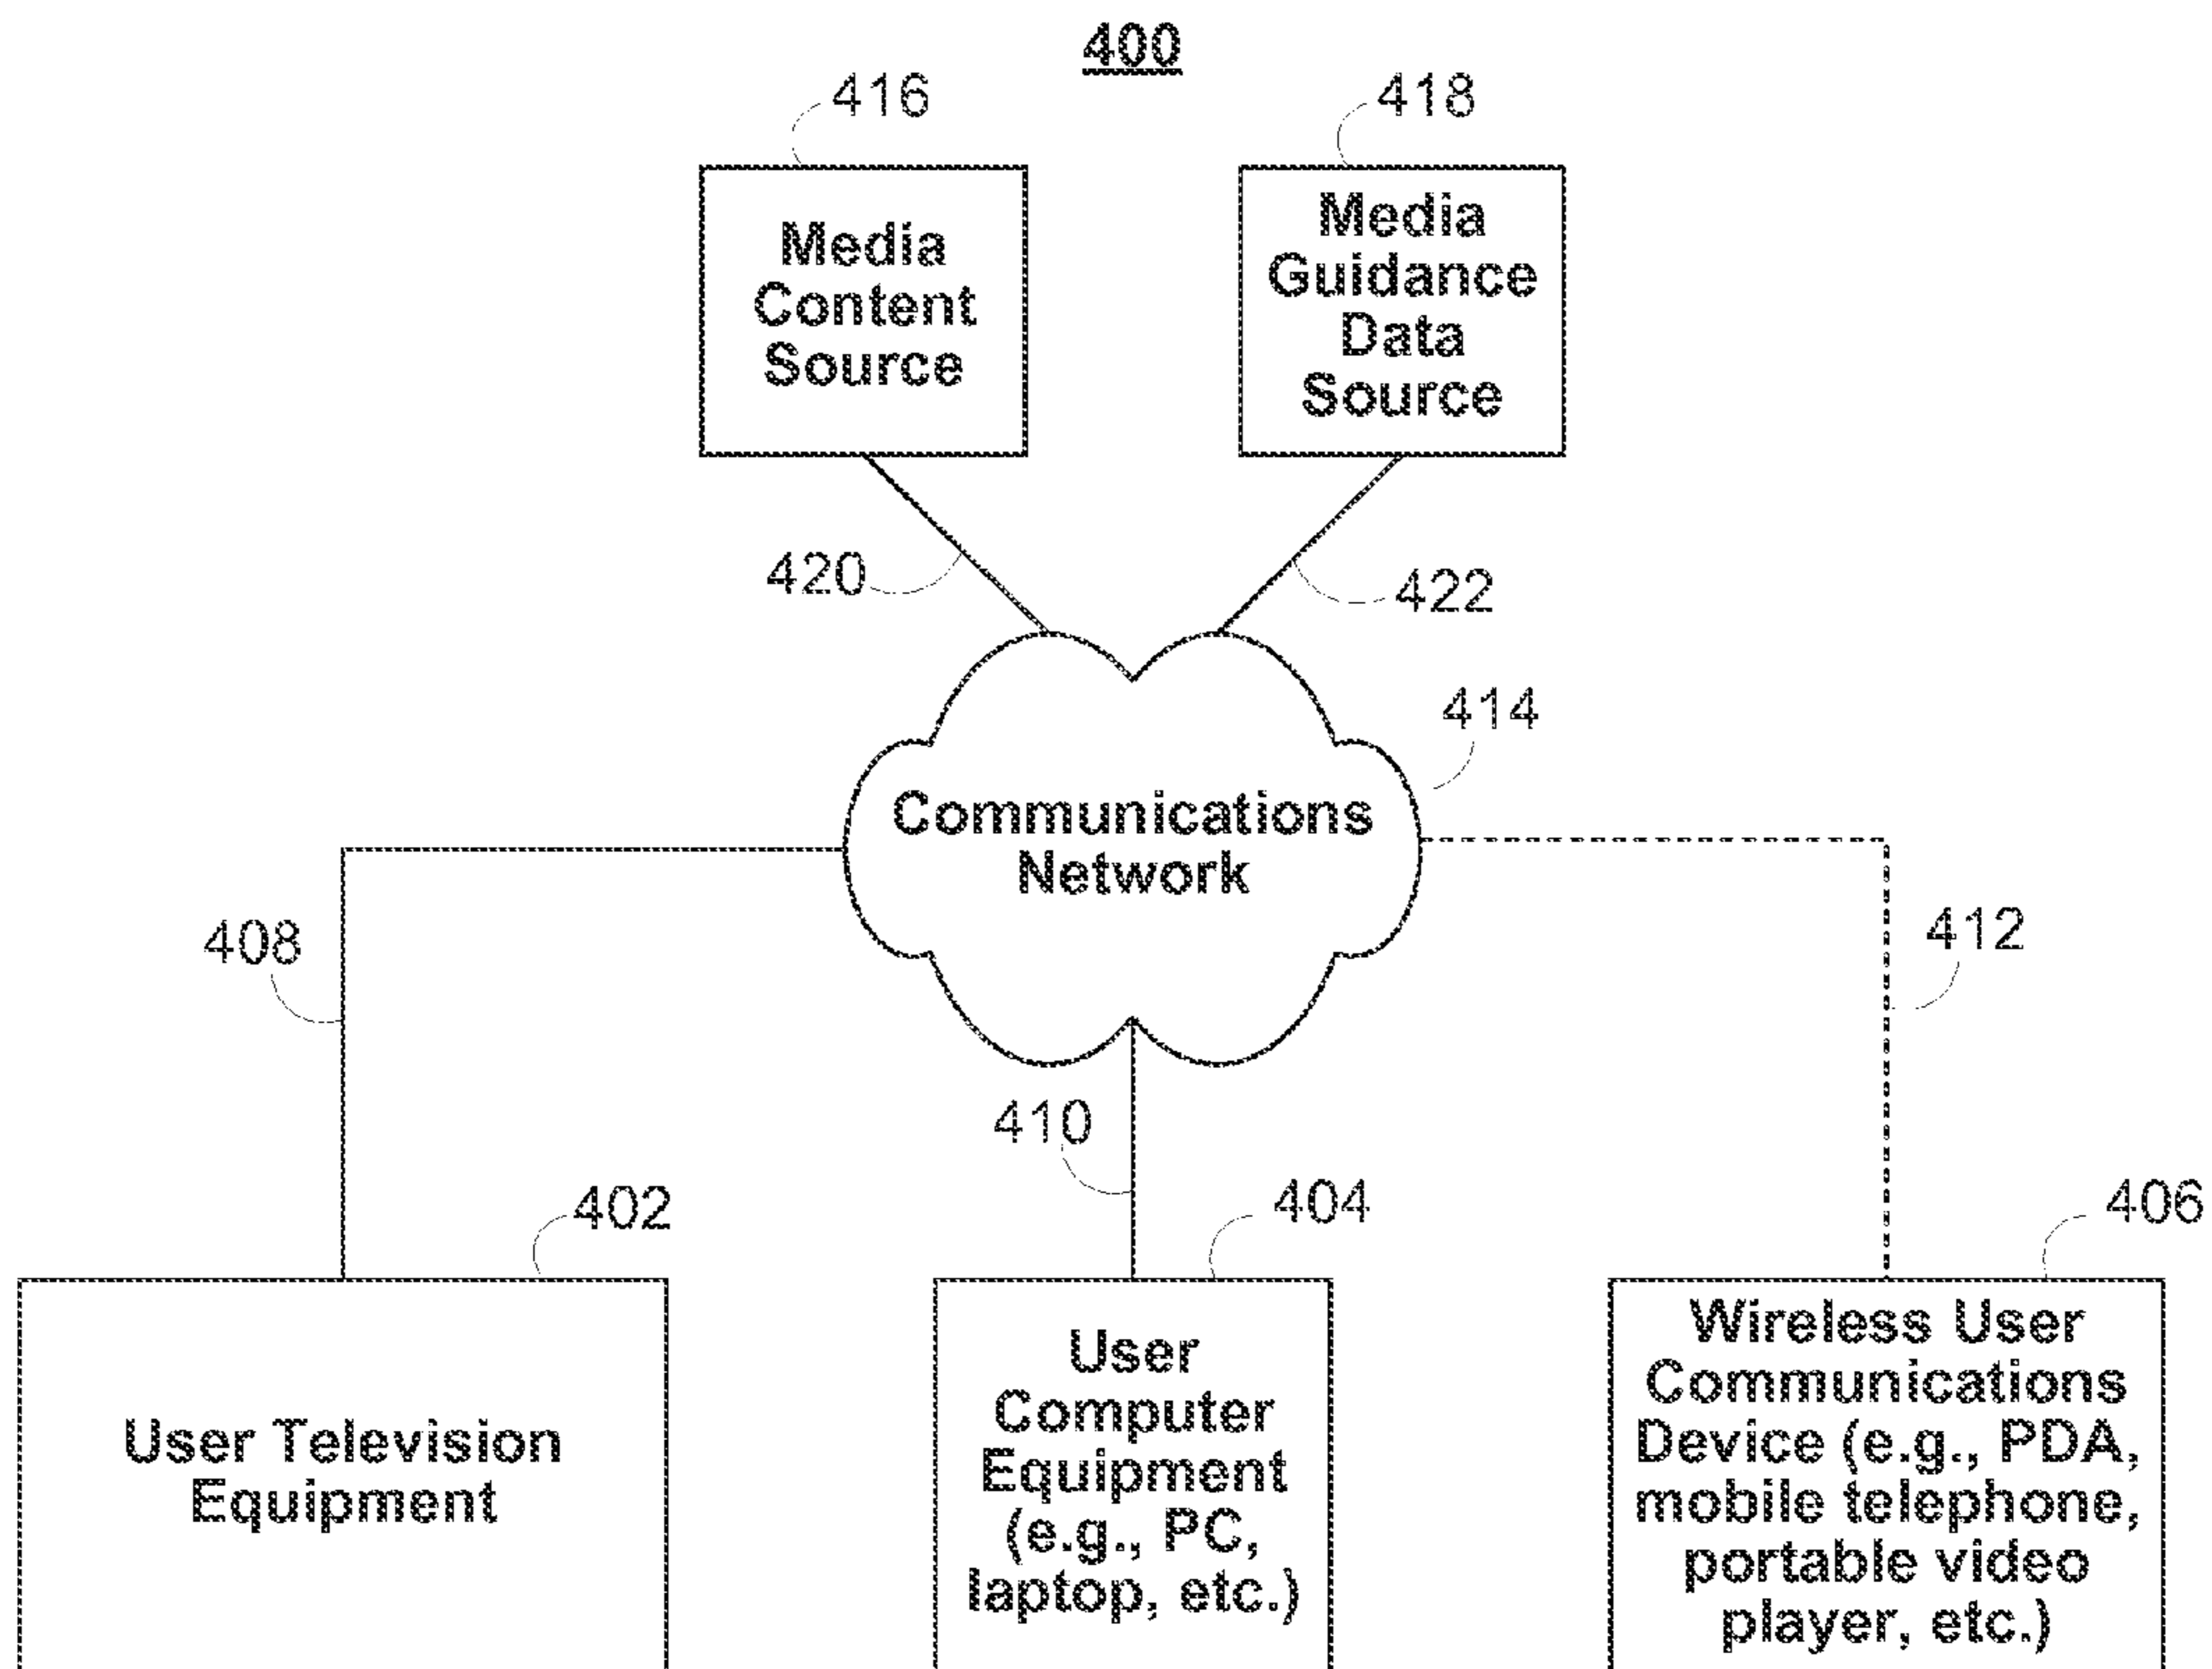 400
416
418
Media
Content
Source
Media
Guidance
Data
Source
420
422
414
Communications
Network
408
412
410
402
404
406
User Television
Equipment
User
Computer
Equipment
(e.g., PC,
laptop, etc.)
Wireless User
Communications
Device (e.g., PDA,
mobile telephone,
portable video
player, etc.)